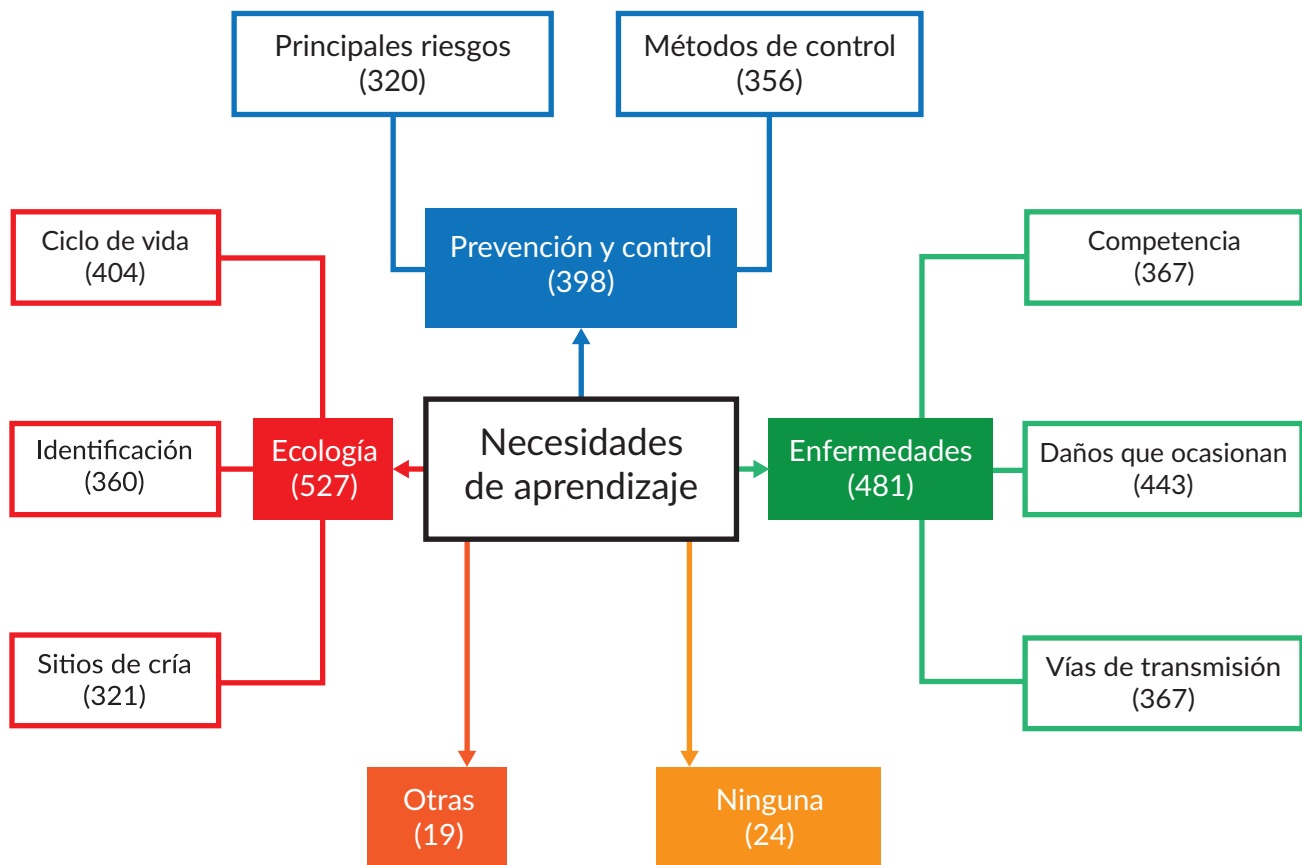 Principales riesgos
(320)
Métodos de control
(356)
Ciclo de vida
(404)
Prevención y control
(398)
Competencia
(367)
Identificación
(360)
Ecología
(527)
Necesidades
de aprendizaje
Enfermedades
(481)
Daños que ocasionan
(443)
Sitios de cría
(321)
Vías de transmisión
(367)
Otras
(19)
Ninguna
(24)